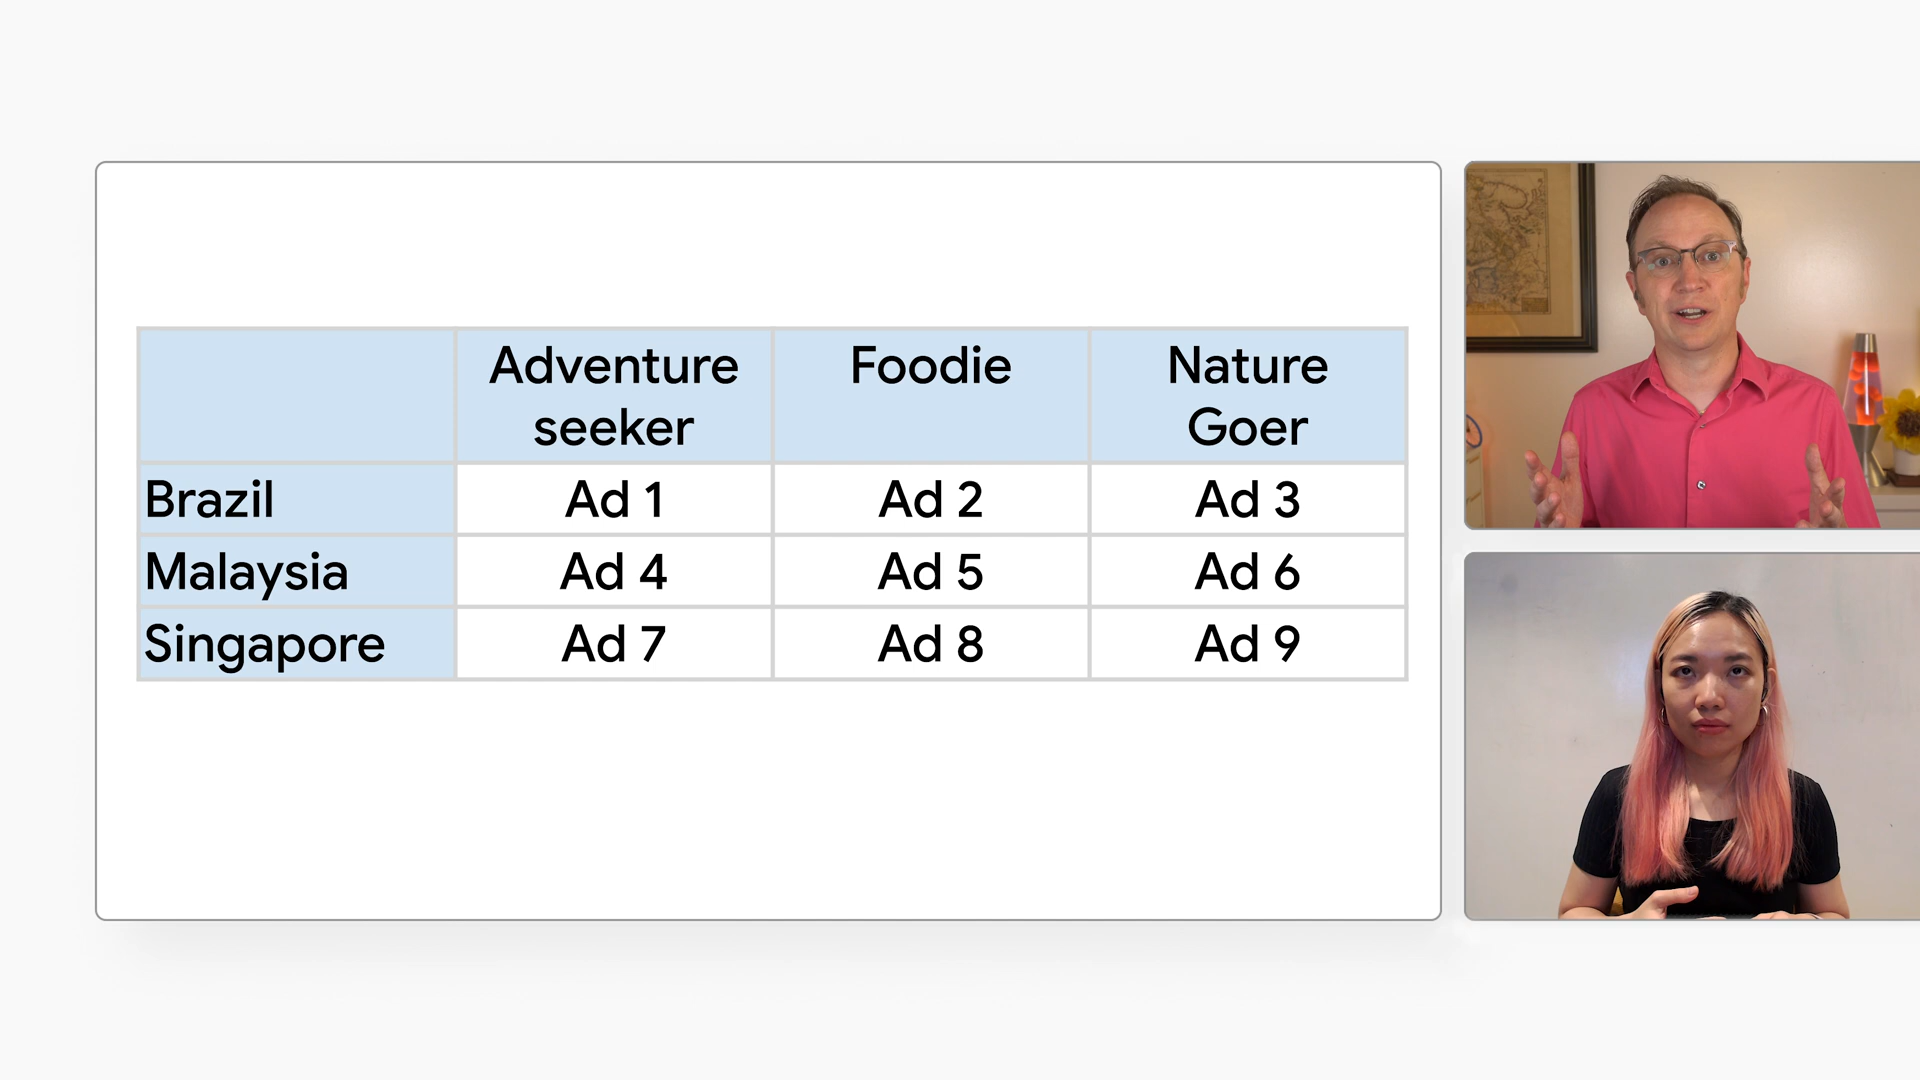 Adventure
seeker
Foodie
Nature
Goer
Brazil
Ad 1
Ad 2
Ad 3
Malaysia
Ad 4
Ad 5
Ad 6
Singapore
Ad 7
Ad 8
Ad 9